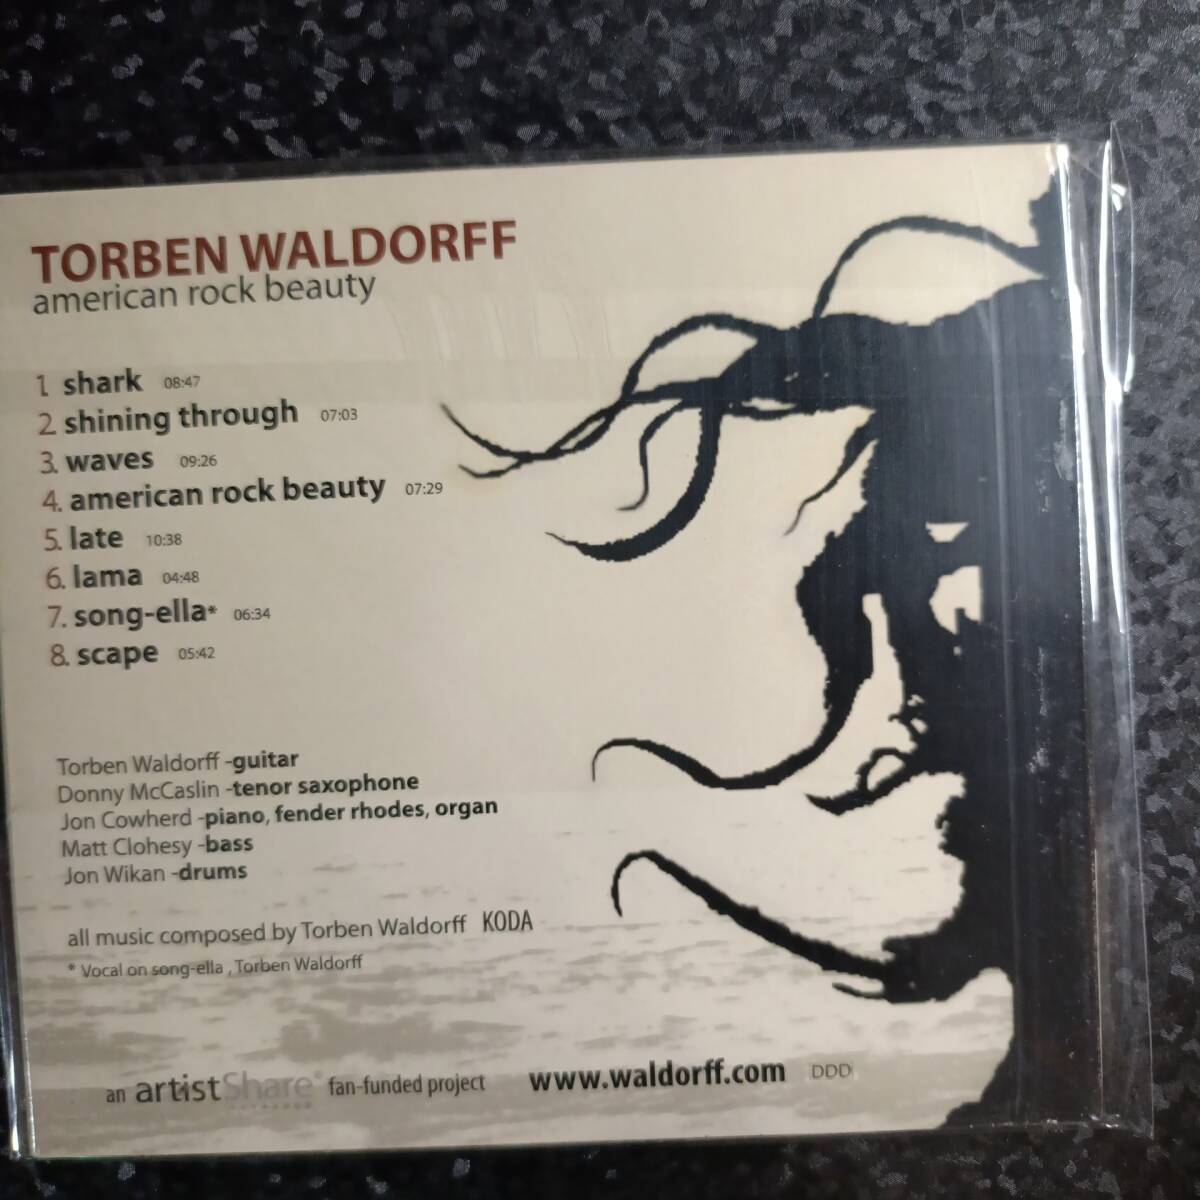 TORBEN WALDORFF
american rock beauty
1 shark 08:47
2. shining through 07:03
3. waves 09:26
4. american rock beauty 07:29
5. late 10:38
6. lama 04:48
7. song-ella* 06:34
8. scape 05:42
Torben Waldorff -guitar
Donny McCaslin -tenor saxophone
Jon Cowherd -piano, fender rhodes, organ
Matt Clohesy -bass
Jon Wikan -drums
all music composed by Torben Waldorff KODA
* Vocal on song-ella , Torben Waldorff
an artistShare fan-funded project www.waldorff.com DDD